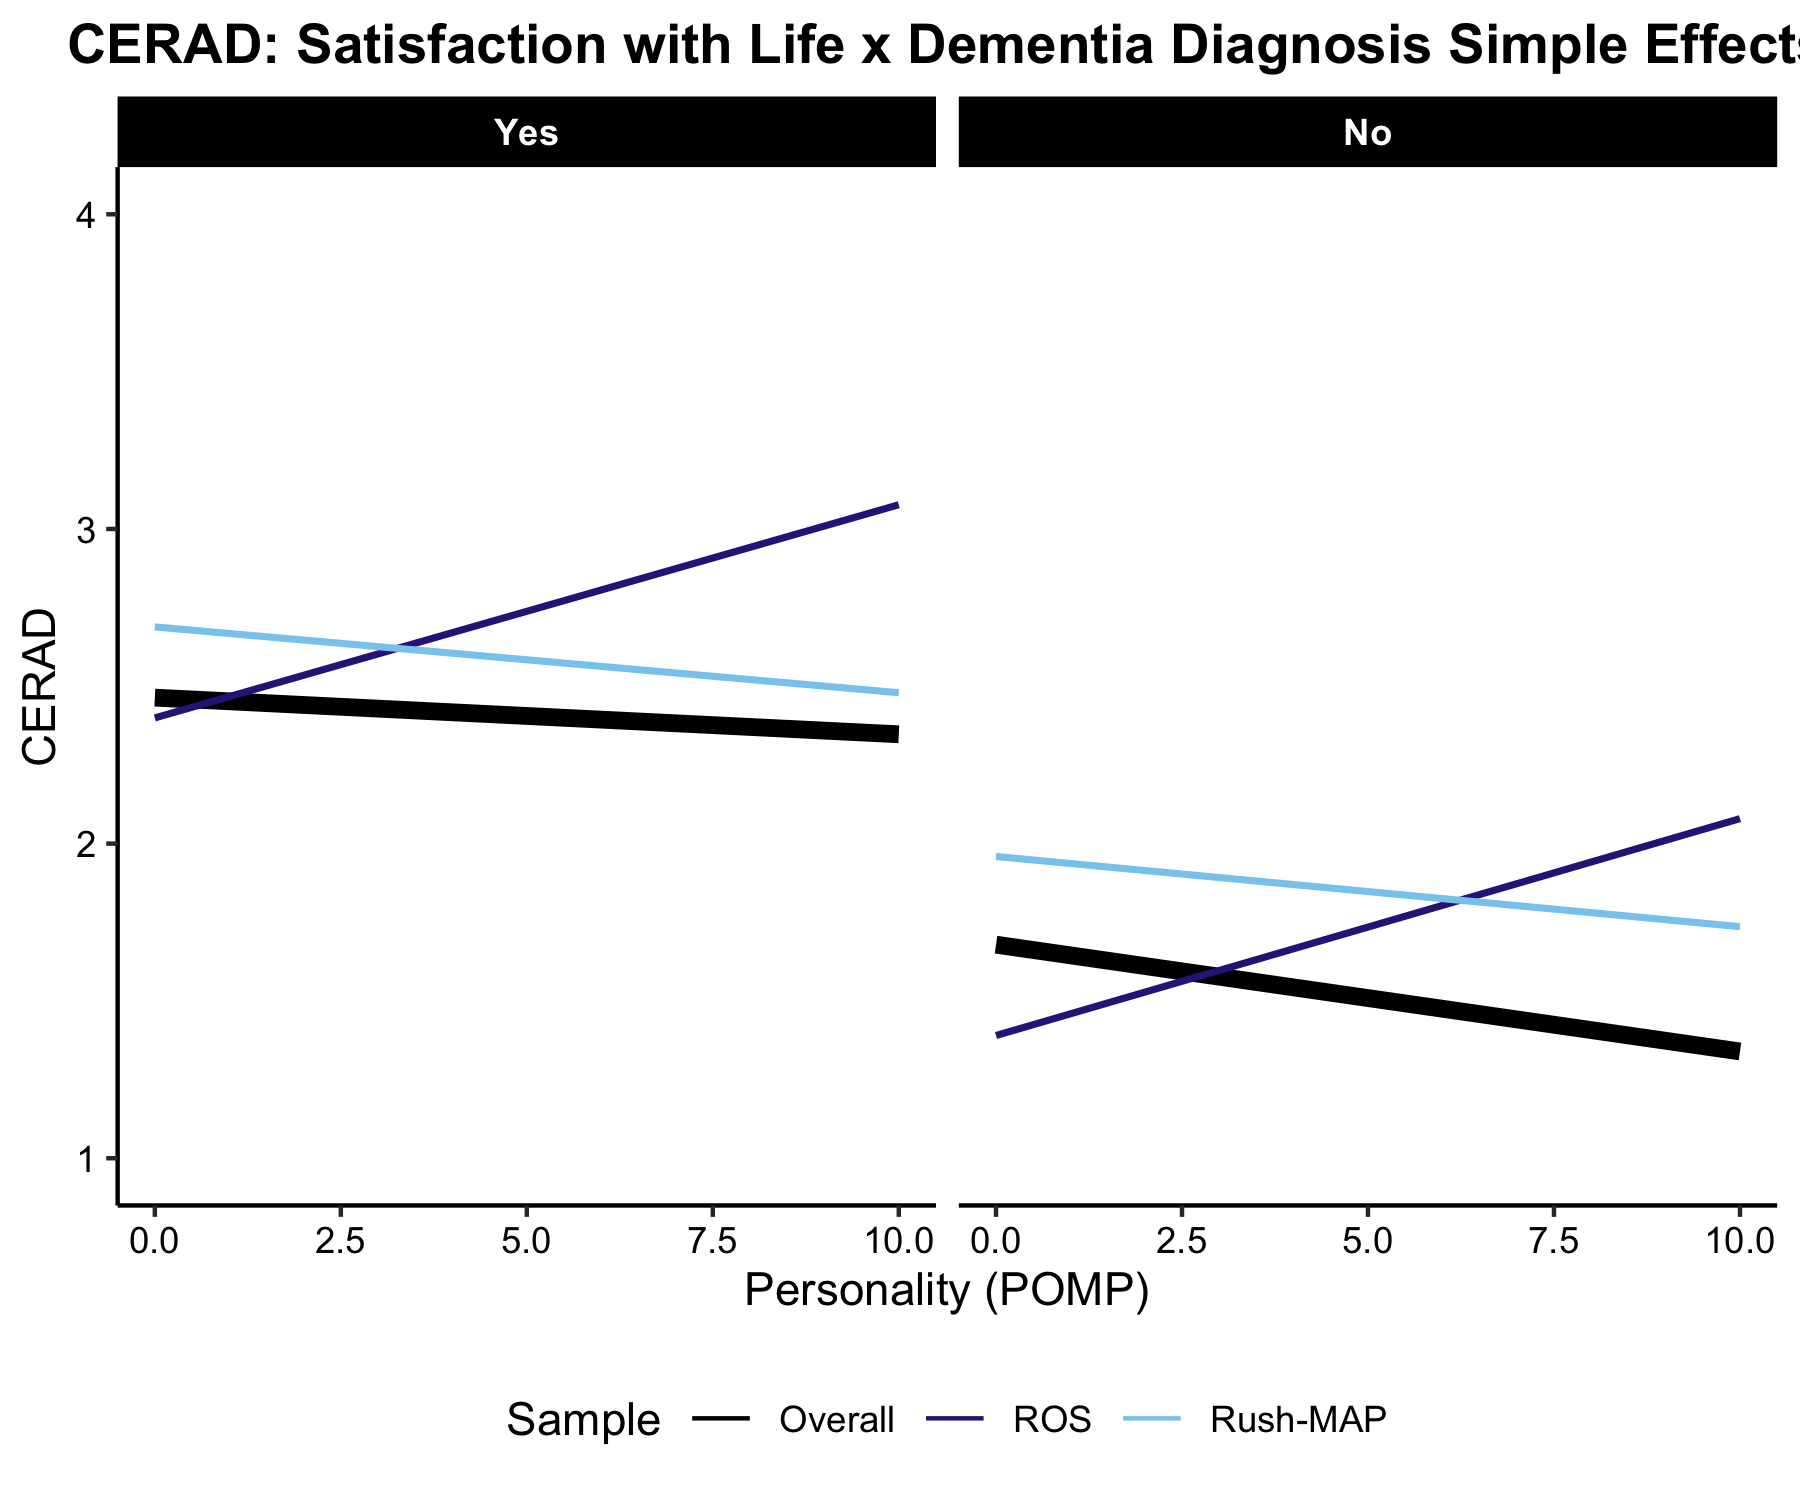 CERAD: Satisfaction with Life x Dementia Diagnosis Simple Effects
Yes
No
CERAD
4
3
2
1
0.0 2.5 5.0 7.5 10.0 0.0 2.5 5.0 7.5 10.0
Personality (POMP)
Sample Overall ROS Rush-MAP